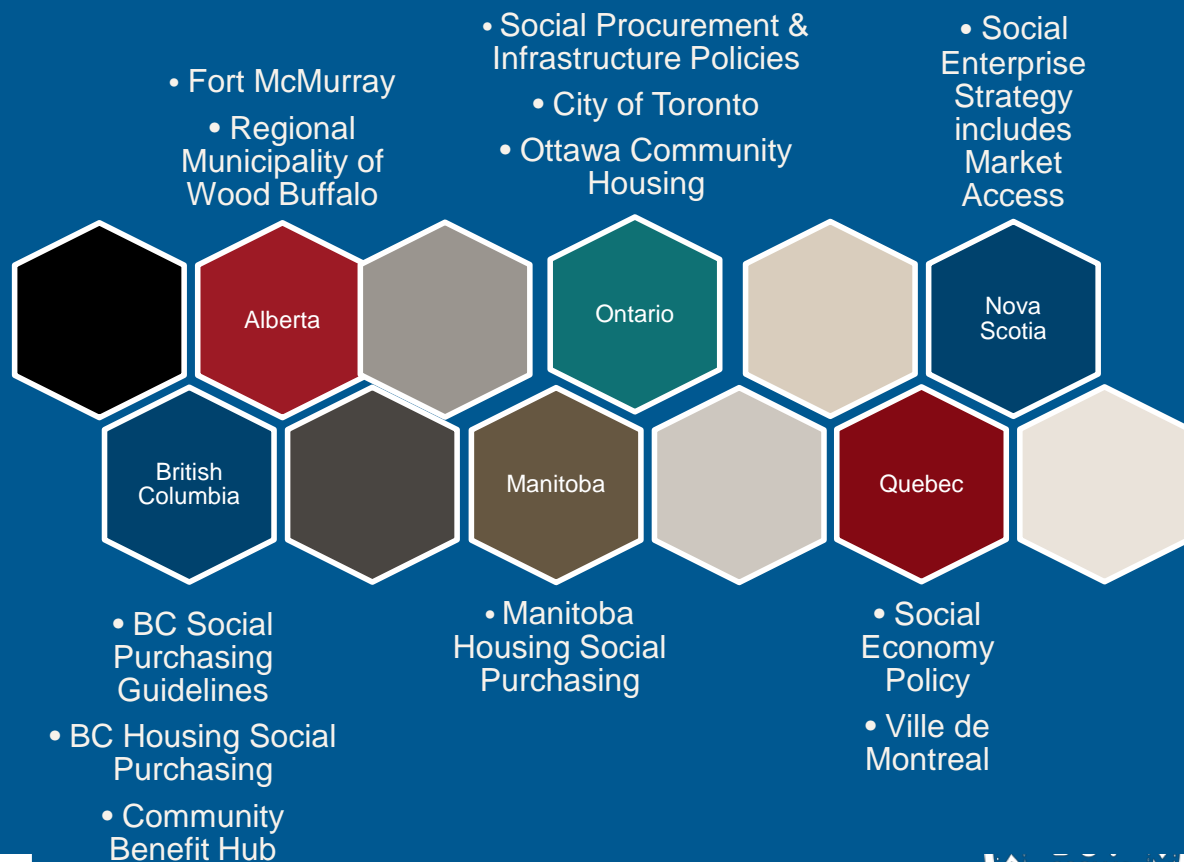 • Fort McMurray
• Regional
Municipality of
Wood Buffalo
• Social Procurement &
Infrastructure Policies
• City of Toronto
• Ottawa Community
Housing
• Social
Enterprise
Strategy
includes
Market
Access
Alberta
Ontario
Nova
Scotia
British
Columbia
Manitoba
Quebec
• BC Social
Purchasing
Guidelines
• BC Housing Social
Purchasing
• Community
Benefit Hub
• Manitoba
Housing Social
Purchasing
• Social
Economy
Policy
• Ville de
Montreal